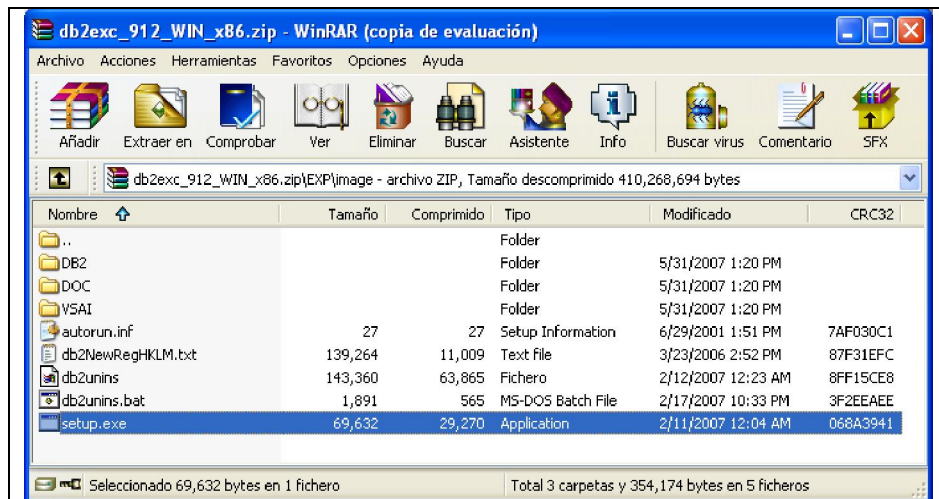 db2exc_912_WIN_x86.zip - WinRAR (copia de evaluación)
Archivo Acciones Herramientas Favoritos Opciones Ayuda
Añadir Extraer en Comprobar Ver Eliminar Buscar Asistente Info Buscar virus Comentario SFX
db2exc_912_WIN_x86.zip\EXP\image - archivo ZIP, Tamaño descomprimido 410,268,694 bytes
Nombre Tamaño Comprimido Tipo Modificado CRC32
.. Folder
DB2 Folder 5/31/2007 1:20 PM
DOC Folder 5/31/2007 1:20 PM
VSAI Folder 5/31/2007 1:20 PM
autorun.inf 27 27 Setup Information 6/29/2001 1:51 PM 7AF030C1
db2NewRegHKLM.txt 139,264 11,009 Text file 3/23/2006 2:52 PM 87F31EFC
db2unins 143,360 63,865 Fichero 2/12/2007 12:23 AM 8FF15CE8
db2unins.bat 1,891 565 MS-DOS Batch File 2/17/2007 10:33 PM 3F2EEAEE
setup.exe 69,632 29,270 Application 2/11/2007 12:04 AM 068A3941
Seleccionado 69,632 bytes en 1 fichero Total 3 carpetas y 354,174 bytes en 5 ficheros